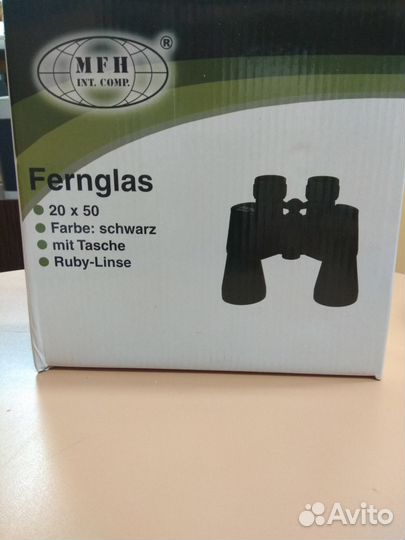 MFH
INT. COMP.
®
Fernglas
20 x 50
Farbe: schwarz
mit Tasche
Ruby-Linse
Avito